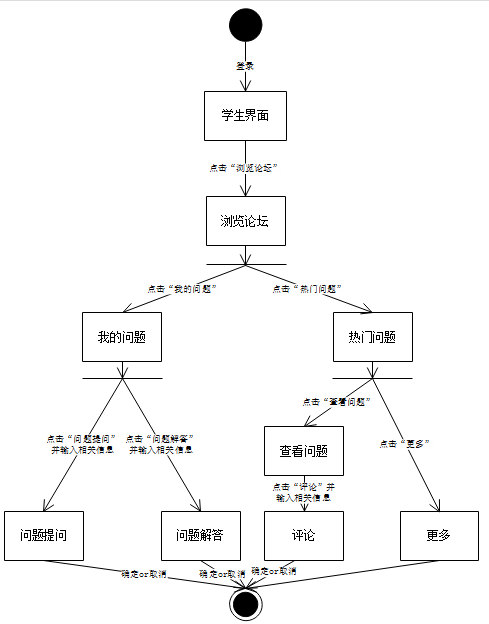 登录
学生界面
点击“浏览论坛”
浏览论坛
点击“我的问题”
点击“热门问题”
我的问题
热门问题
点击“查看问题”
点击“问题提问”
并输入相关信息
点击“问题解答”
并输入相关信息
点击“更多”
查看问题
点击“评论”并
输入相关信息
问题提问
问题解答
评论
更多
确定or取消
确定or取消
确定or取消